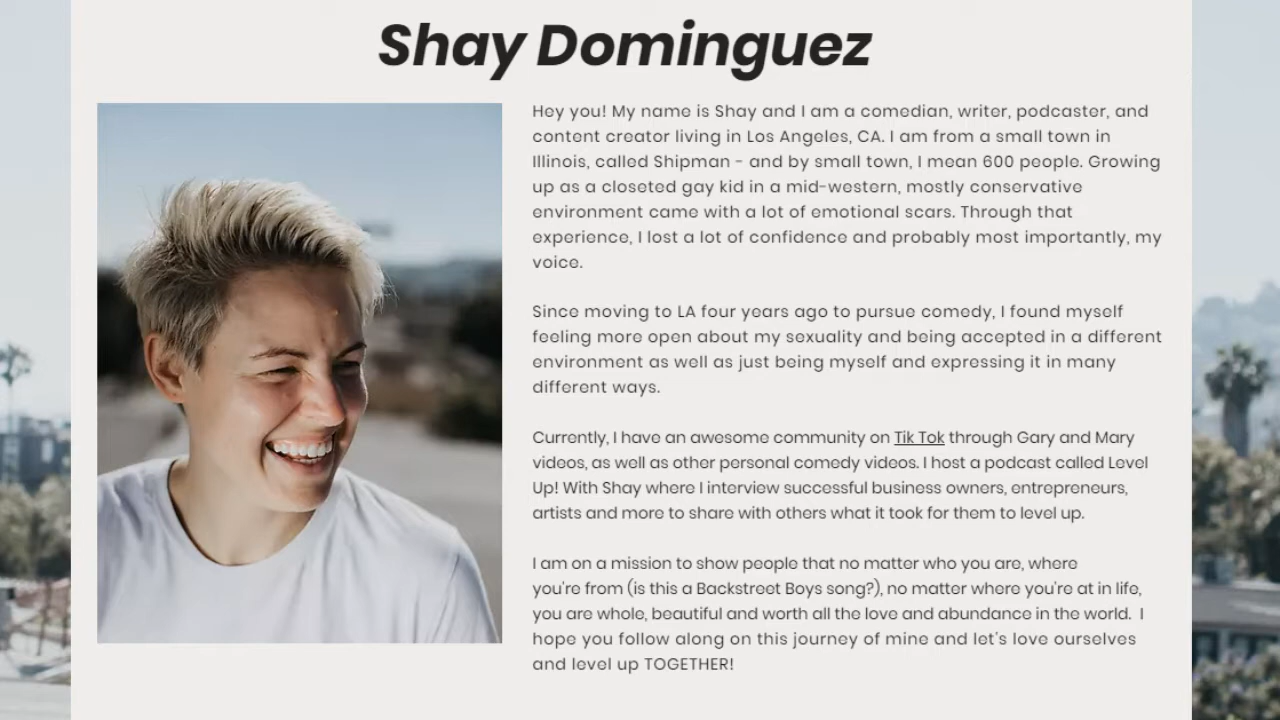 Shay Dominguez
Hey you! My name is Shay and I am a comedian, writer, podcaster, and
content creator living in Los Angeles, CA. I am from a small town in
Illinois, called Shipman - and by small town, I mean 600 people. Growing
up as a closeted gay kid in a mid-western, mostly conservative
environment came with a lot of emotional scars. Through that
experience, I lost a lot of confidence and probably most importantly, my
voice.
Since moving to LA four years ago to pursue comedy, I found myself
feeling more open about my sexuality and being accepted in a different
environment as well as just being myself and expressing it in many
different ways.
Currently, I have an awesome community on Tik Tok through Gary and Mary
videos, as well as other personal comedy videos. I host a podcast called Level
Up! With Shay where I interview successful business owners, entrepreneurs,
artists and more to share with others what it took for them to level up.
I am on a mission to show people that no matter who you are, where
you're from (is this a Backstreet Boys song?), no matter where you're at in life,
you are whole, beautiful and worth all the love and abundance in the world. I
hope you follow along on this journey of mine and let's love ourselves
and level up TOGETHER!